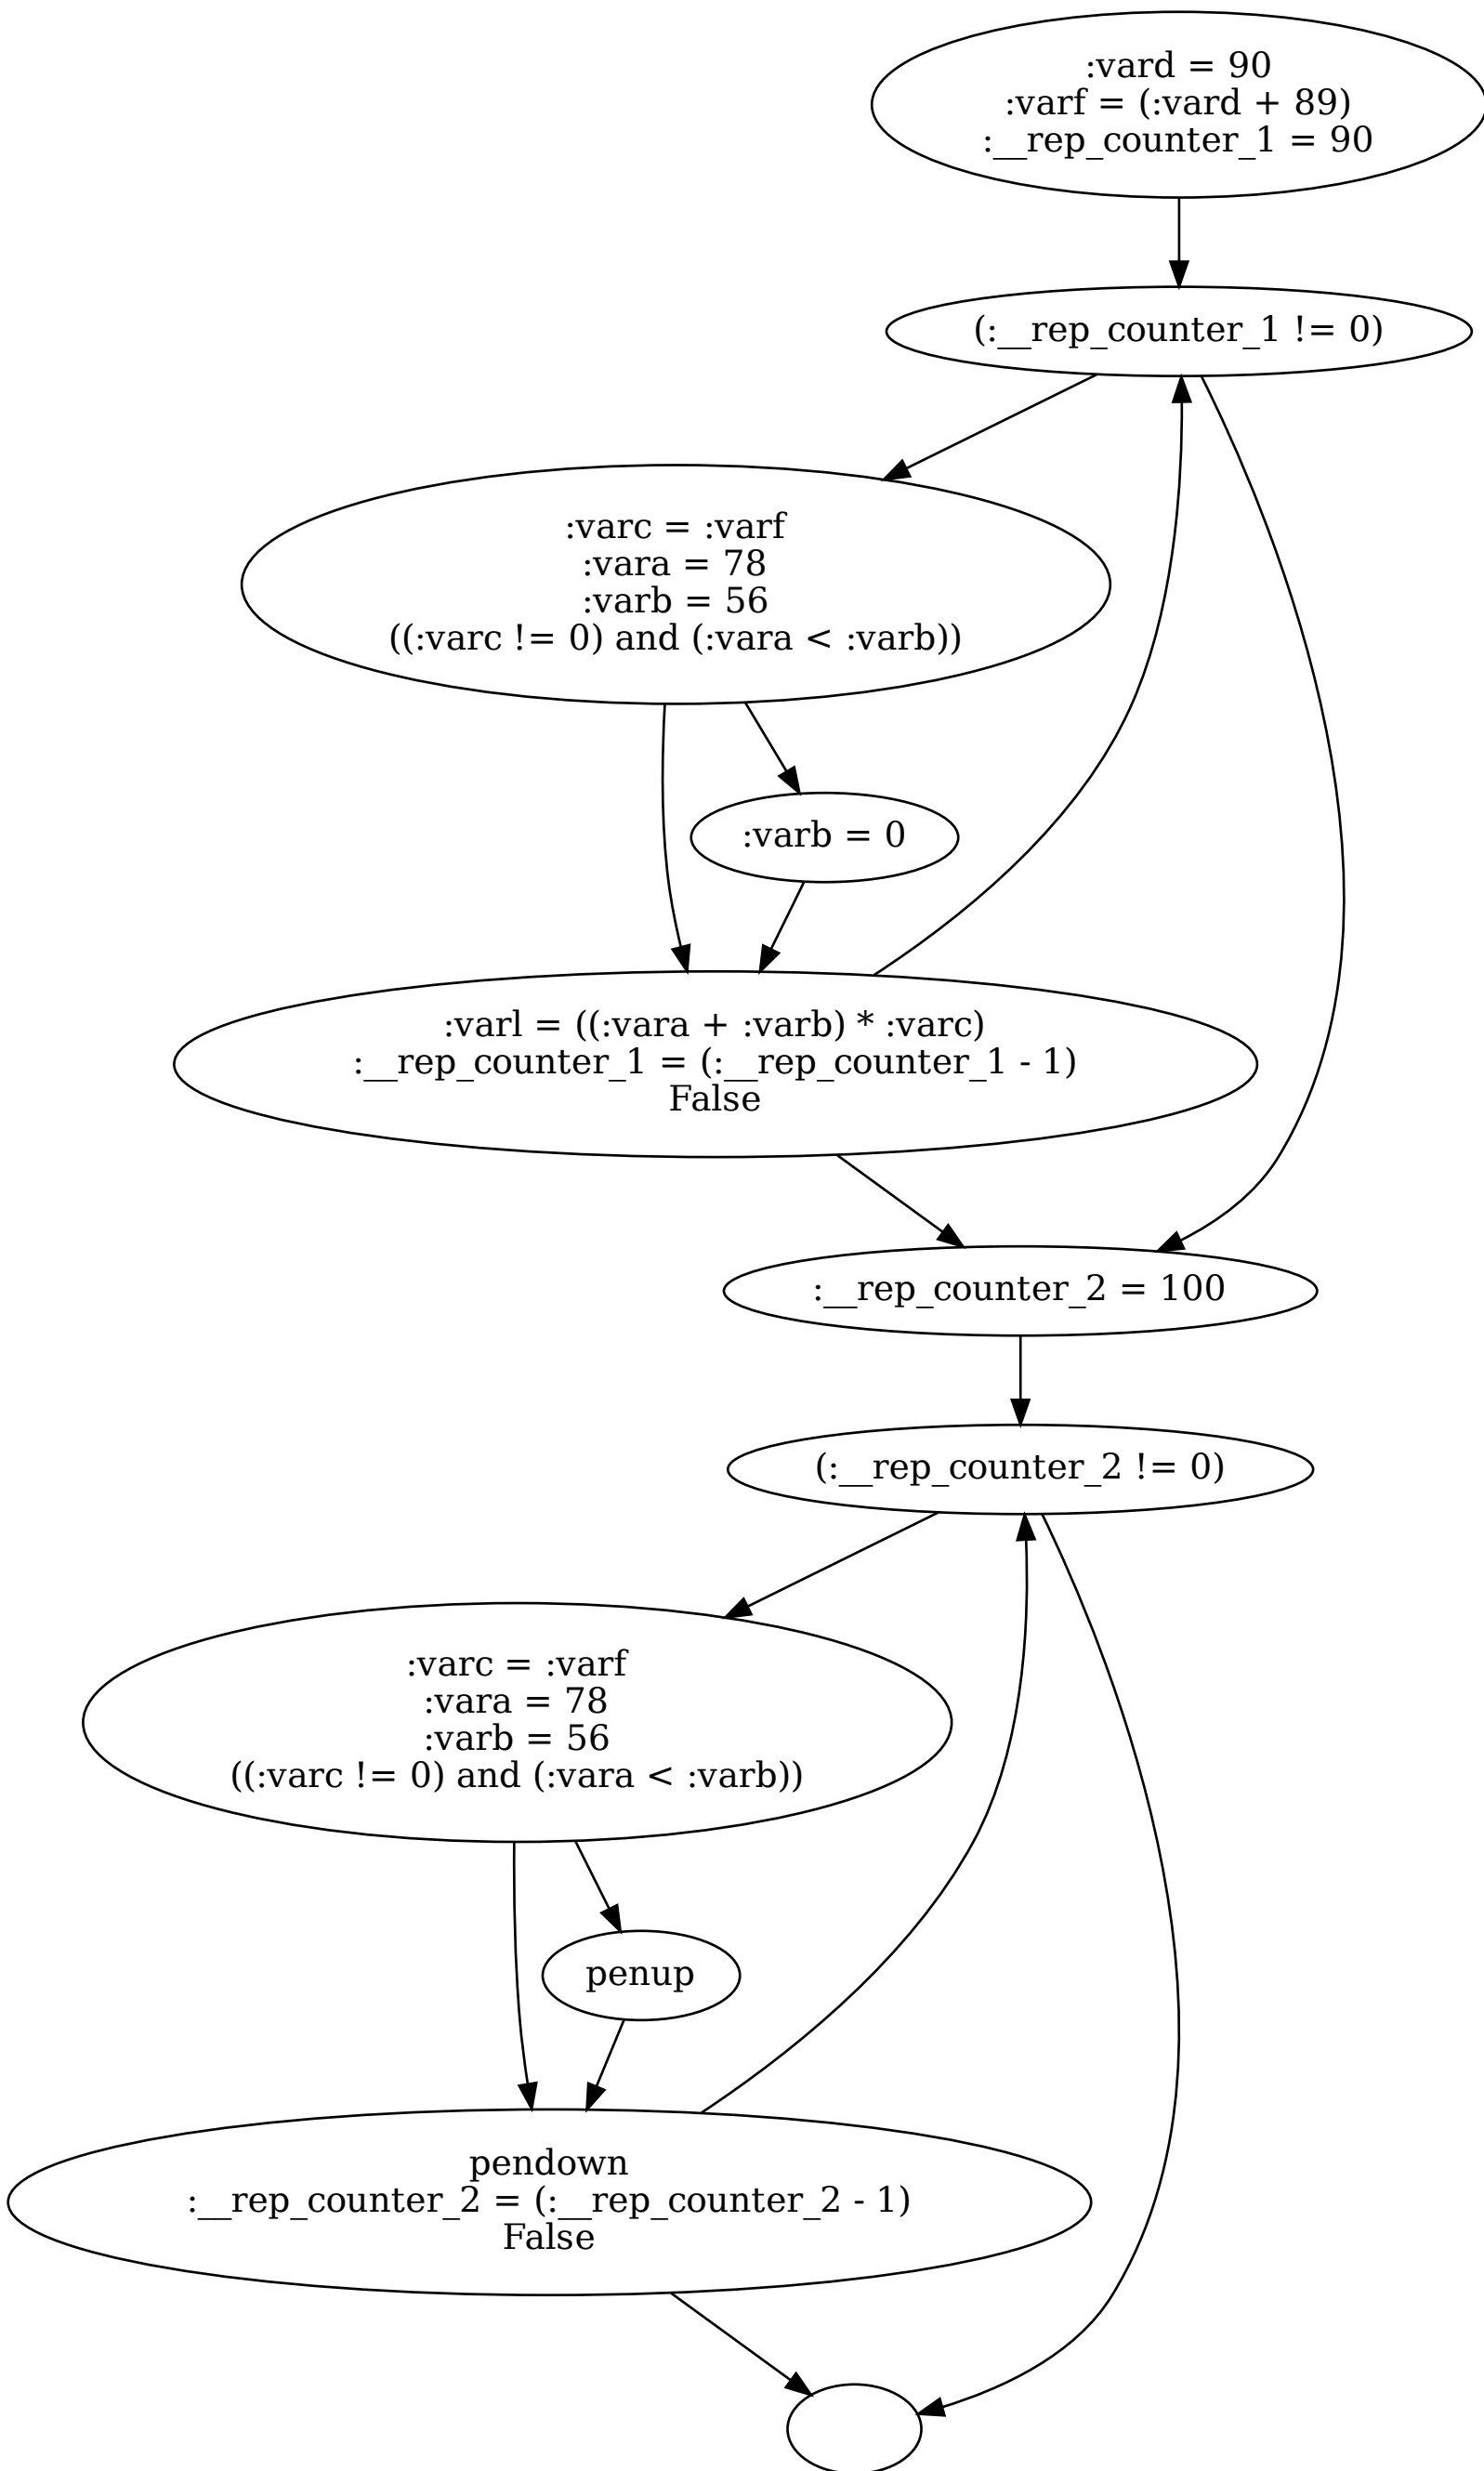 :vard = 90
:varf = (:vard + 89)
:__rep_counter_1 = 90
(:__rep_counter_1 != 0)
:varc = :varf
:vara = 78
:varb = 56
((:varc != 0) and (:vara < :varb))
:varb = 0
:varl = ((:vara + :varb) * :varc)
:__rep_counter_1 = (:__rep_counter_1 - 1)
False
:__rep_counter_2 = 100
(:__rep_counter_2 != 0)
:varc = :varf
:vara = 78
:varb = 56
((:varc != 0) and (:vara < :varb))
penup
pendown
:__rep_counter_2 = (:__rep_counter_2 - 1)
False